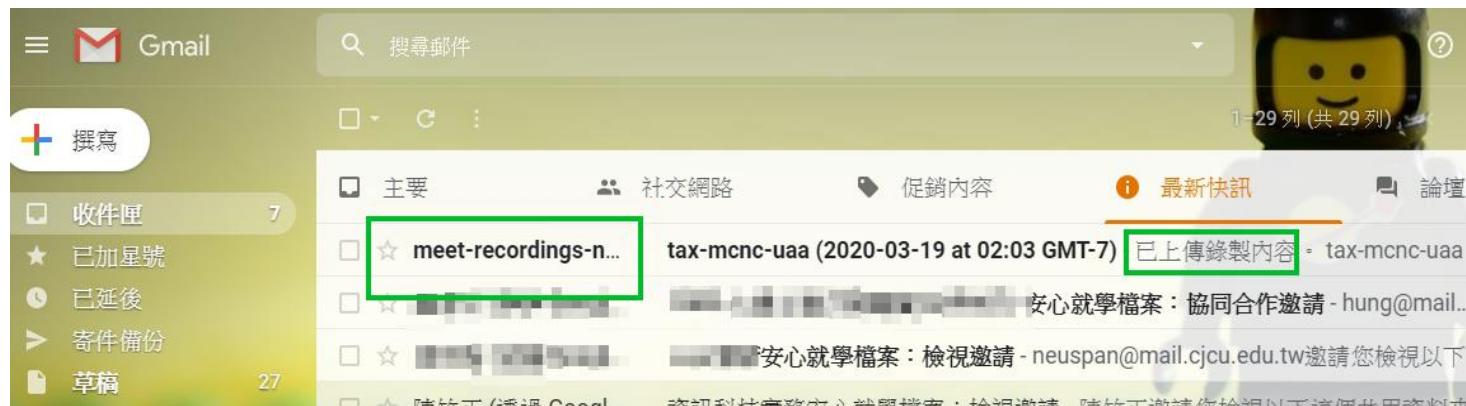 Gmail
搜尋郵件
撰寫
1-29 列 (共 29 列)
主要
社交網路
促銷內容
最新快訊
論壇
收件匣 7
meet-recordings-n... tax-mcnc-uaa (2020-03-19 at 02:03 GMT-7) 已上傳錄製內容。 tax-mcnc-uaa
已加星號
已延後
安心就學檔案：協同合作邀請 - hung@mail...
寄件備份
安心就學檔案：檢視邀請 - neuspan@mail.cjcu.edu.tw邀請您檢視以下
草稿 27